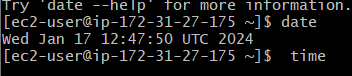 Try 'date --help' for more information.
[ec2-user@ip-172-31-27-175 ~]$ date
Wed Jan 17 12:47:50 UTC 2024
[ec2-user@ip-172-31-27-175 ~]$  time